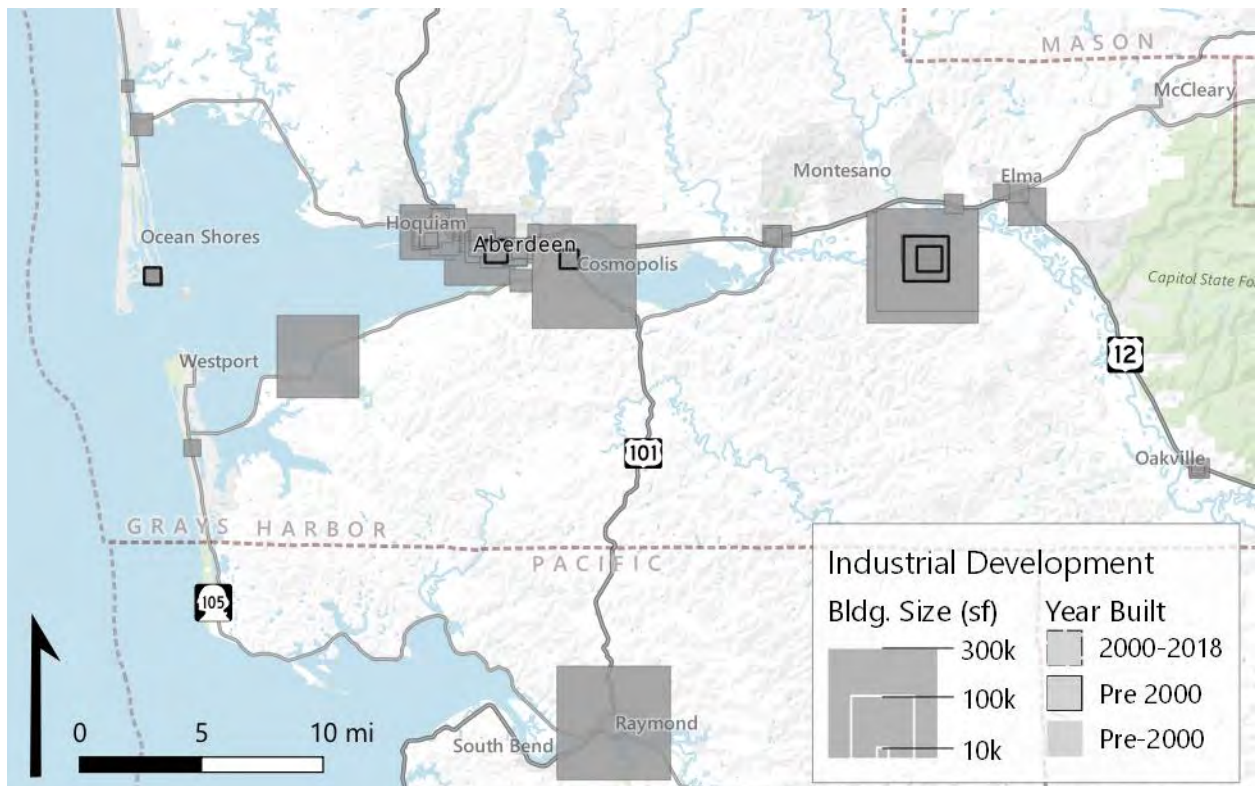 MASON
McCleary
Montesano
Elma
Hoquiam
Ocean Shores
Aberdeen
Cosmopolis
Capitol State Fo
Westport
12
101
Oakville
GRAYS HARBOR
PACIFIC
105
Raymond
South Bend
0 5 10 mi
Industrial Development
Bldg. Size (sf) Year Built
300k 2000-2018
100k Pre 2000
10k Pre-2000